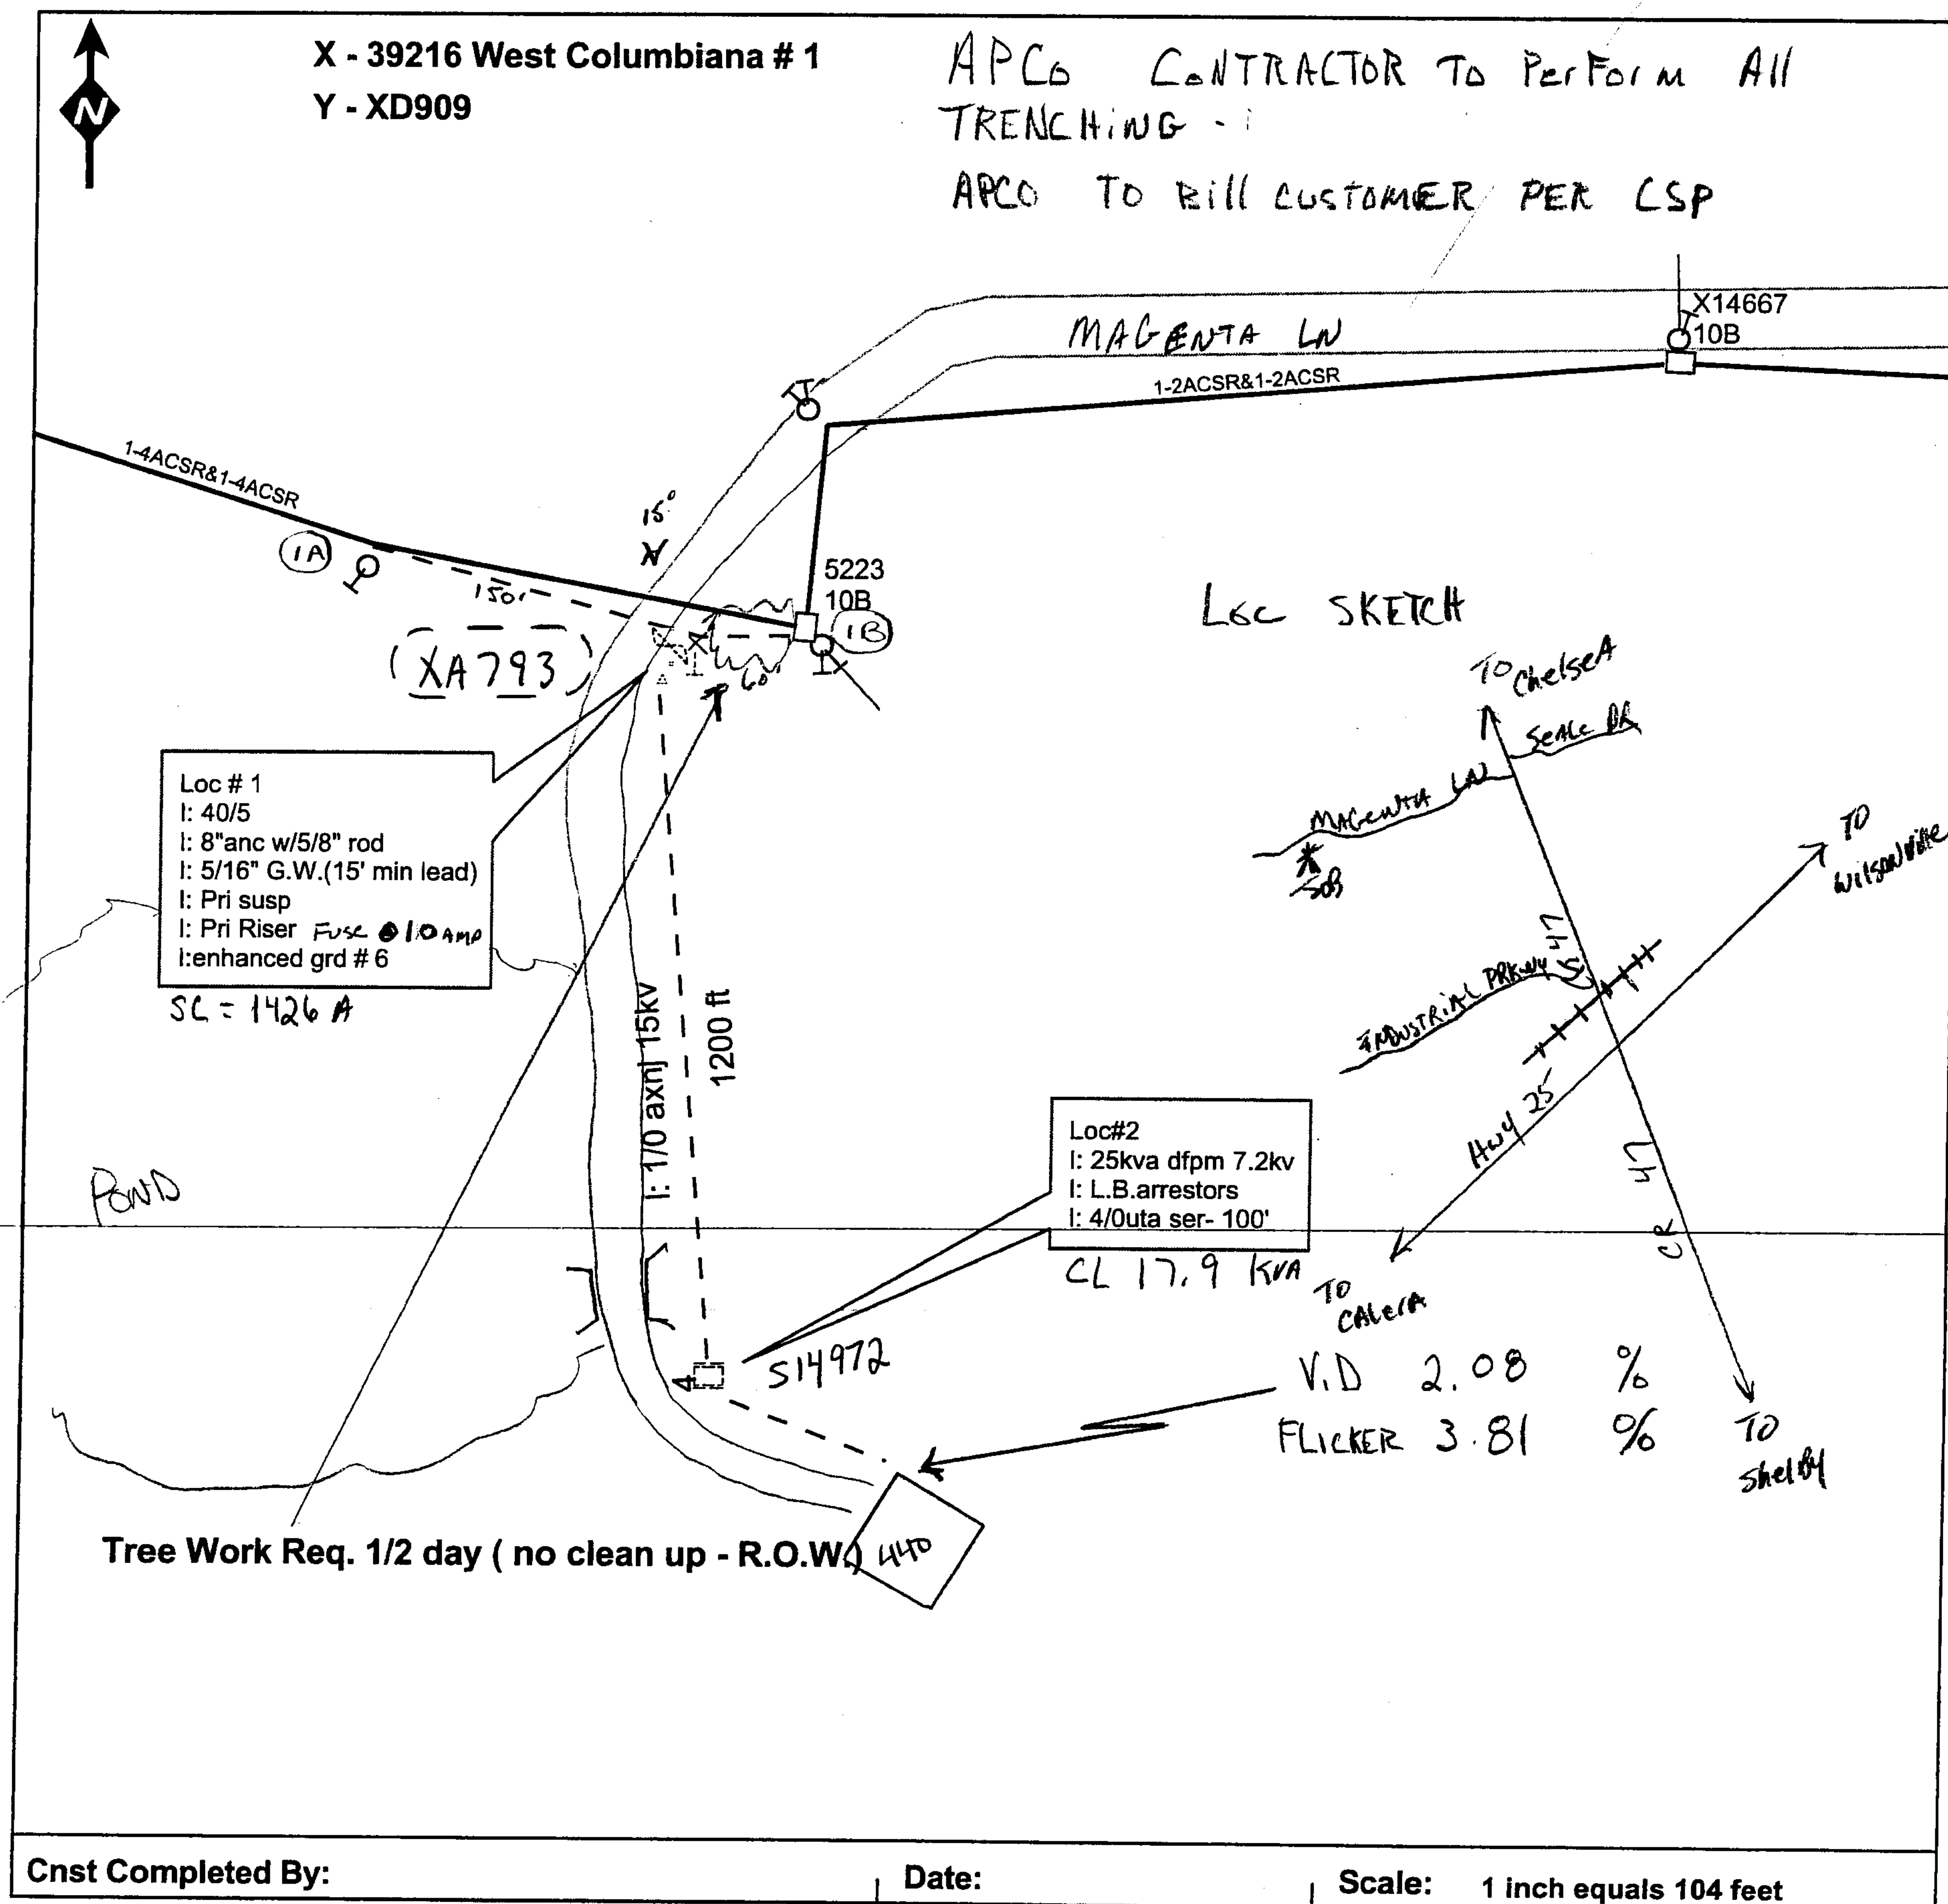 N
X - 39216 West Columbiana # 1
Y - XD909
APCo CONTRACTOR To PerForm All
TRENCHiNG -
APCO TO Bill CUSTOMER PER CSP
X14667
10B
MAGENTA LN
1-2ACSR&1-2ACSR
1-4ACSR&1-4ACSR
15°
1A
150'
5223
10B
1B
60'
(XA793)
Loc SKETCH
TO ChelseA
SeALe DR
MAGeNTA LN
JOB
TO
WilsonVille
Loc # 1
I: 40/5
I: 8"anc w/5/8" rod
I: 5/16" G.W.(15' min lead)
I: Pri susp
I: Pri Riser Fuse @ 10 AMP
I:enhanced grd # 6
SC = 1426 A
I: 1/0 axnj 15kv
1200 ft
47
INDUSTRiAL PRKWY
Hwy 25
CR 47
Loc#2
I: 25kva dfpm 7.2kv
I: L.B.arrestors
I: 4/0uta ser- 100'
CL 17.9 KVA
POND
TO
CALerA
4
S14972
V.D 2.08 %
FLICKER 3.81 %
TO
ShelBy
Tree Work Req. 1/2 day ( no clean up - R.O.W.)
440
Cnst Completed By:
Date:
Scale: 1 inch equals 104 feet